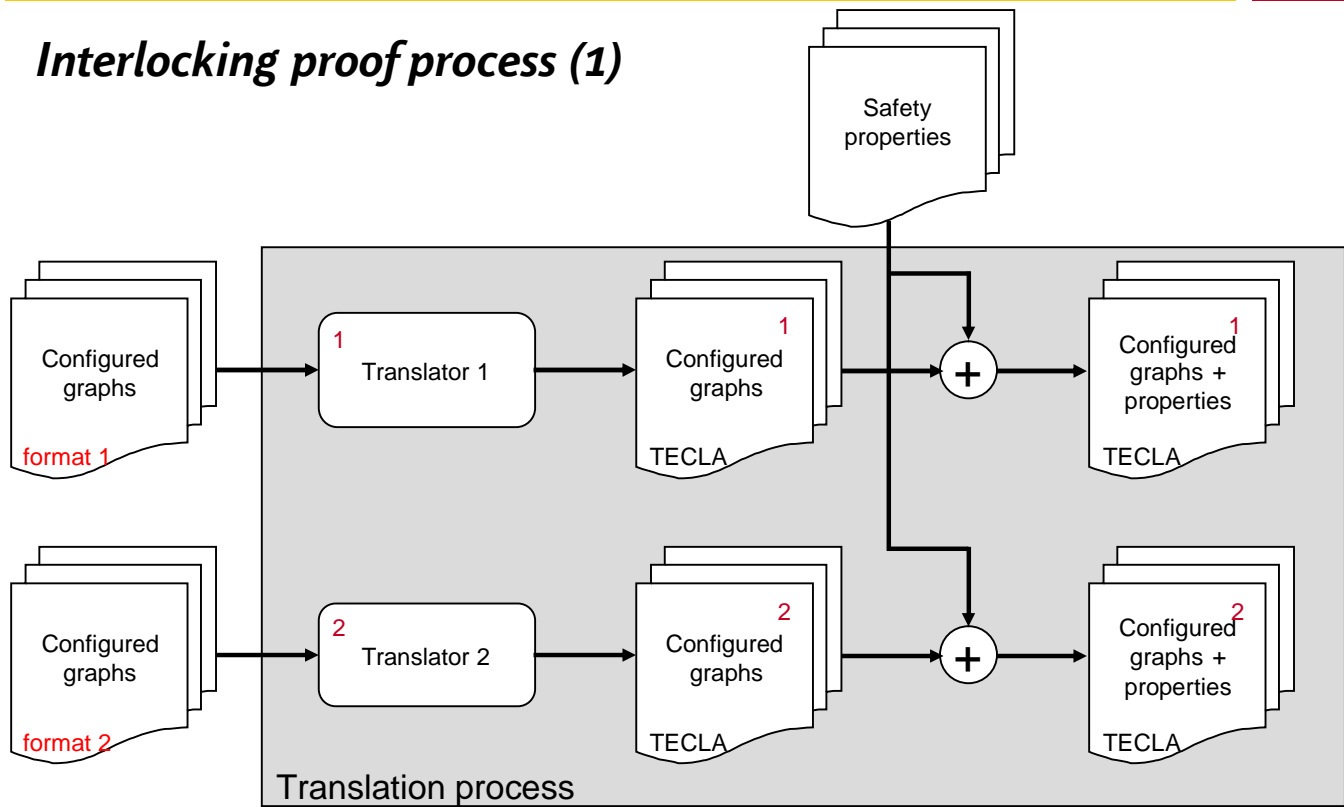 Interlocking proof process (1)
Safety
properties
Configured
graphs
format 1
1
Translator 1
1
Configured
graphs
TECLA
+
1
Configured
graphs +
properties
TECLA
Configured
graphs
format 2
2
Translator 2
2
Configured
graphs
TECLA
+
2
Configured
graphs +
properties
TECLA
Translation process